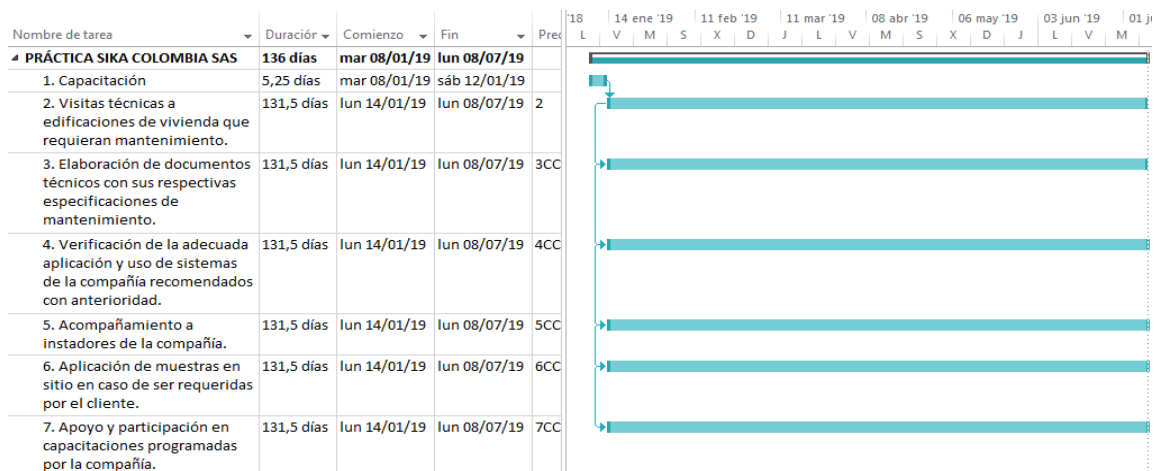 '18 14 ene '19 11 feb '19 11 mar '19 08 abr '19 06 may '19 03 jun '19 01 j
Nombre de tarea Duración Comienzo Fin Pred L V M S X D J L V M S X D J L V M
PRÁCTICA SIKA COLOMBIA SAS 136 días mar 08/01/19 lun 08/07/19
1. Capacitación 5,25 días mar 08/01/19 sáb 12/01/19
2. Visitas técnicas a 131,5 días lun 14/01/19 lun 08/07/19 2
edificaciones de vivienda que
requieran mantenimiento.
3. Elaboración de documentos 131,5 días lun 14/01/19 lun 08/07/19 3CC
técnicos con sus respectivas
especificaciones de
mantenimiento.
4. Verificación de la adecuada 131,5 días lun 14/01/19 lun 08/07/19 4CC
aplicación y uso de sistemas
de la compañía recomendados
con anterioridad.
5. Acompañamiento a 131,5 días lun 14/01/19 lun 08/07/19 5CC
instadores de la compañía.
6. Aplicación de muestras en 131,5 días lun 14/01/19 lun 08/07/19 6CC
sitio en caso de ser requeridas
por el cliente.
7. Apoyo y participación en 131,5 días lun 14/01/19 lun 08/07/19 7CC
capacitaciones programadas
por la compañía.